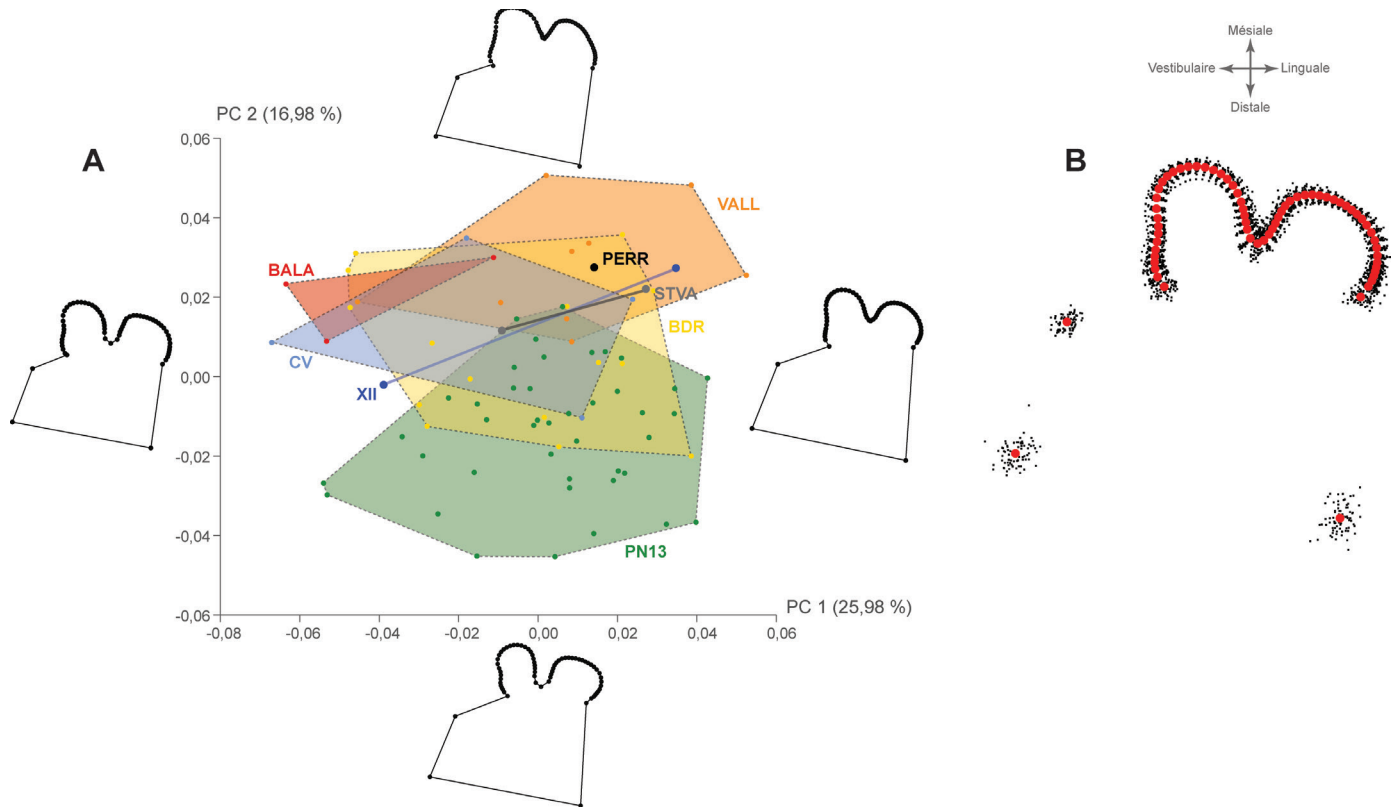 Mésiale
Vestibulaire
Linguale
Distale
PC 2 (16,98 %)
A
B
0,06
0,04
0,02
0,00
-0,02
-0,04
-0,06
VALL
PERR
BALA
STVA
BDR
CV
XII
PN13
PC 1 (25,98 %)
-0,08
-0,06
-0,04
-0,02
0,00
0,02
0,04
0,06